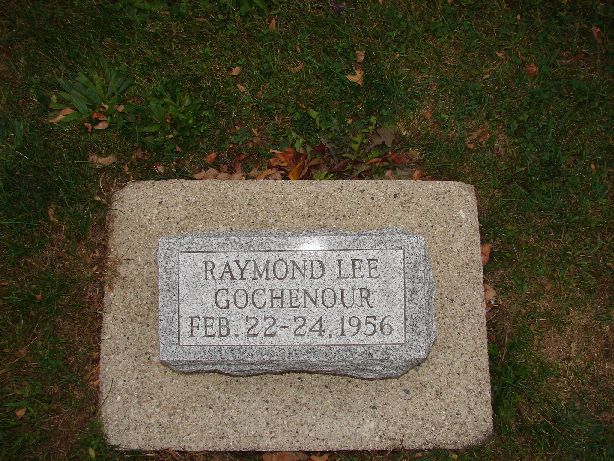 RAYMOND LEE
GOCHENOUR
FEB. 22-24, 1956